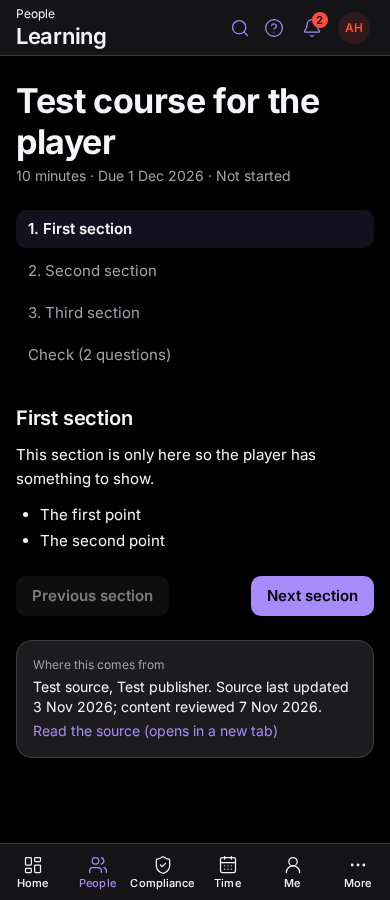 People
Learning
2
AH
Test course for the
player
10 minutes · Due 1 Dec 2026 · Not started
1. First section
2. Second section
3. Third section
Check (2 questions)
First section
This section is only here so the player has
something to show.
• The first point
• The second point
Previous section
Next section
Where this comes from
Test source, Test publisher. Source last updated
3 Nov 2026; content reviewed 7 Nov 2026.
Read the source (opens in a new tab)
Home
People
Compliance
Time
Me
More